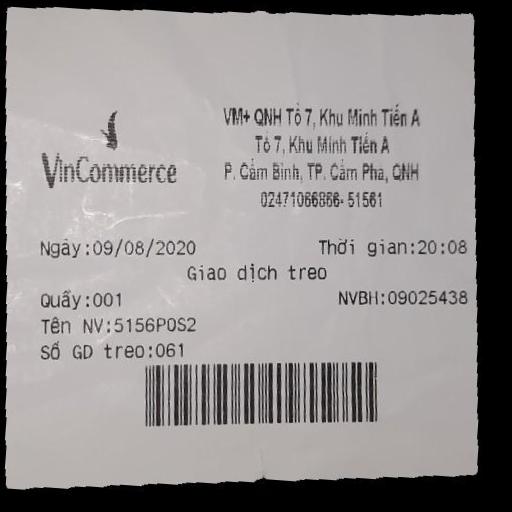 VinCommerce
VM+ QNH Tổ 7, Khu Minh Tiến A
Tổ 7, Khu Minh Tiến A
P. Cẩm Bình, TP. Cẩm Phả, QNH
02471066866- 51561
Ngày:09/08/2020 Thời gian:20:08
Giao dịch treo
Quầy:001 NVBH:09025438
Tên NV:5156POS2
Số GD treo:061